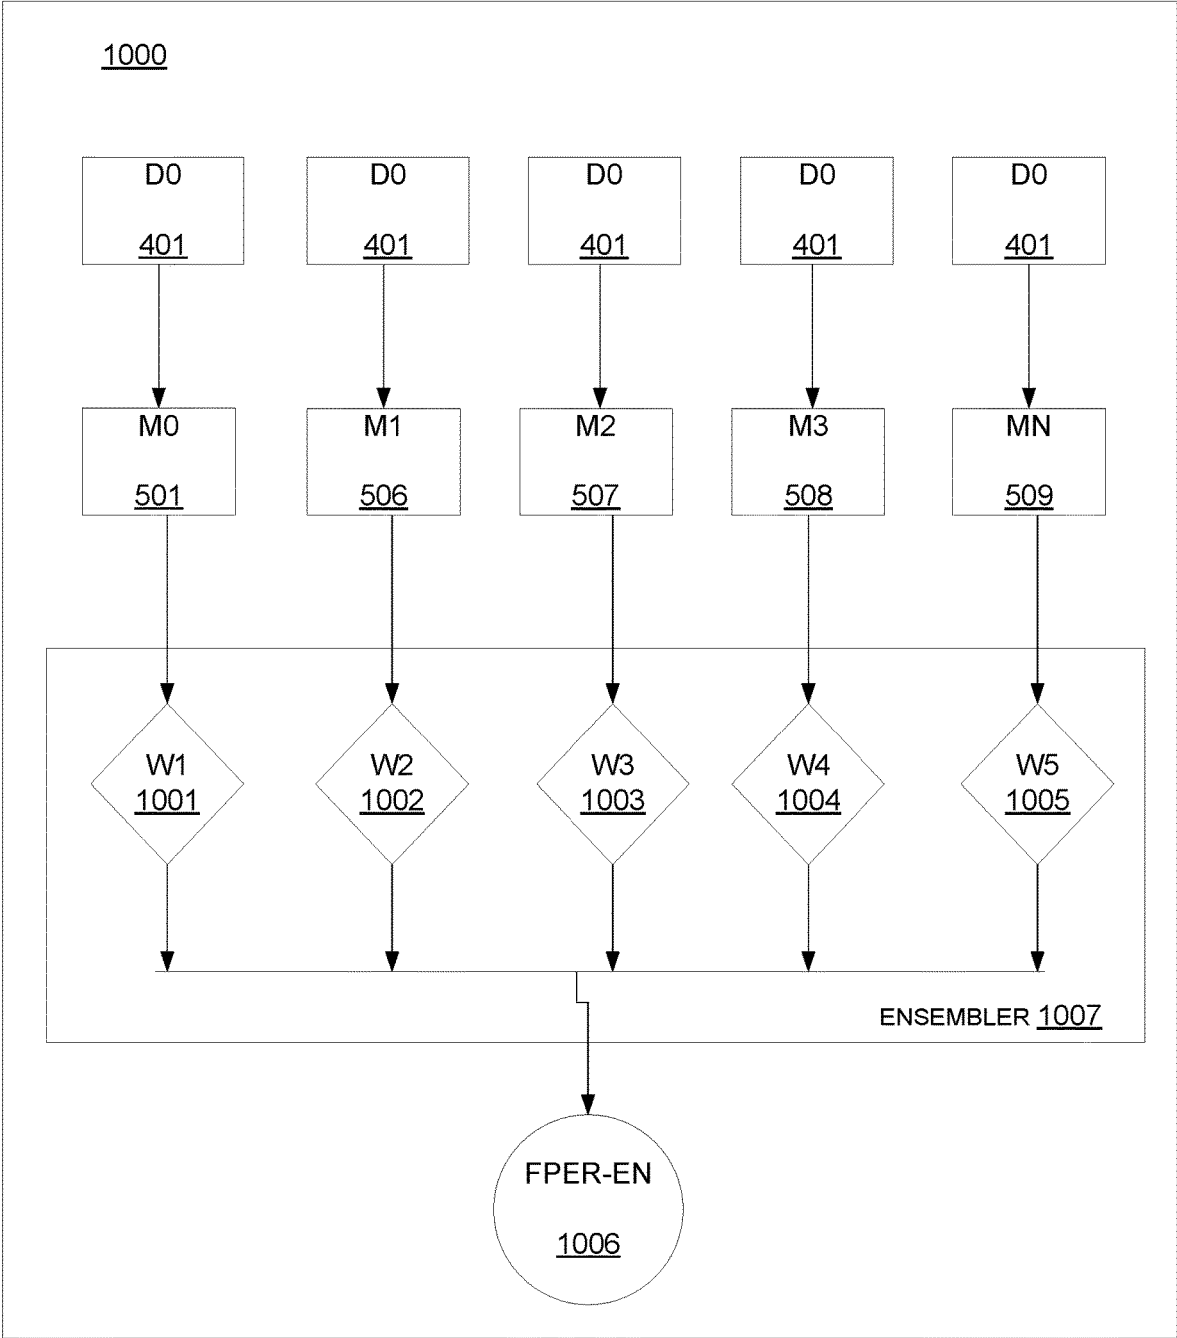 1000
D0 D0 D0 D0 D0
401 401 401 401 401
M0 M1 M2 M3 MN
501 506 507 508 509
W1 W2 W3 W4 W5
1001 1002 1003 1004 1005
ENSEMBLER 1007
FPER-EN
1006